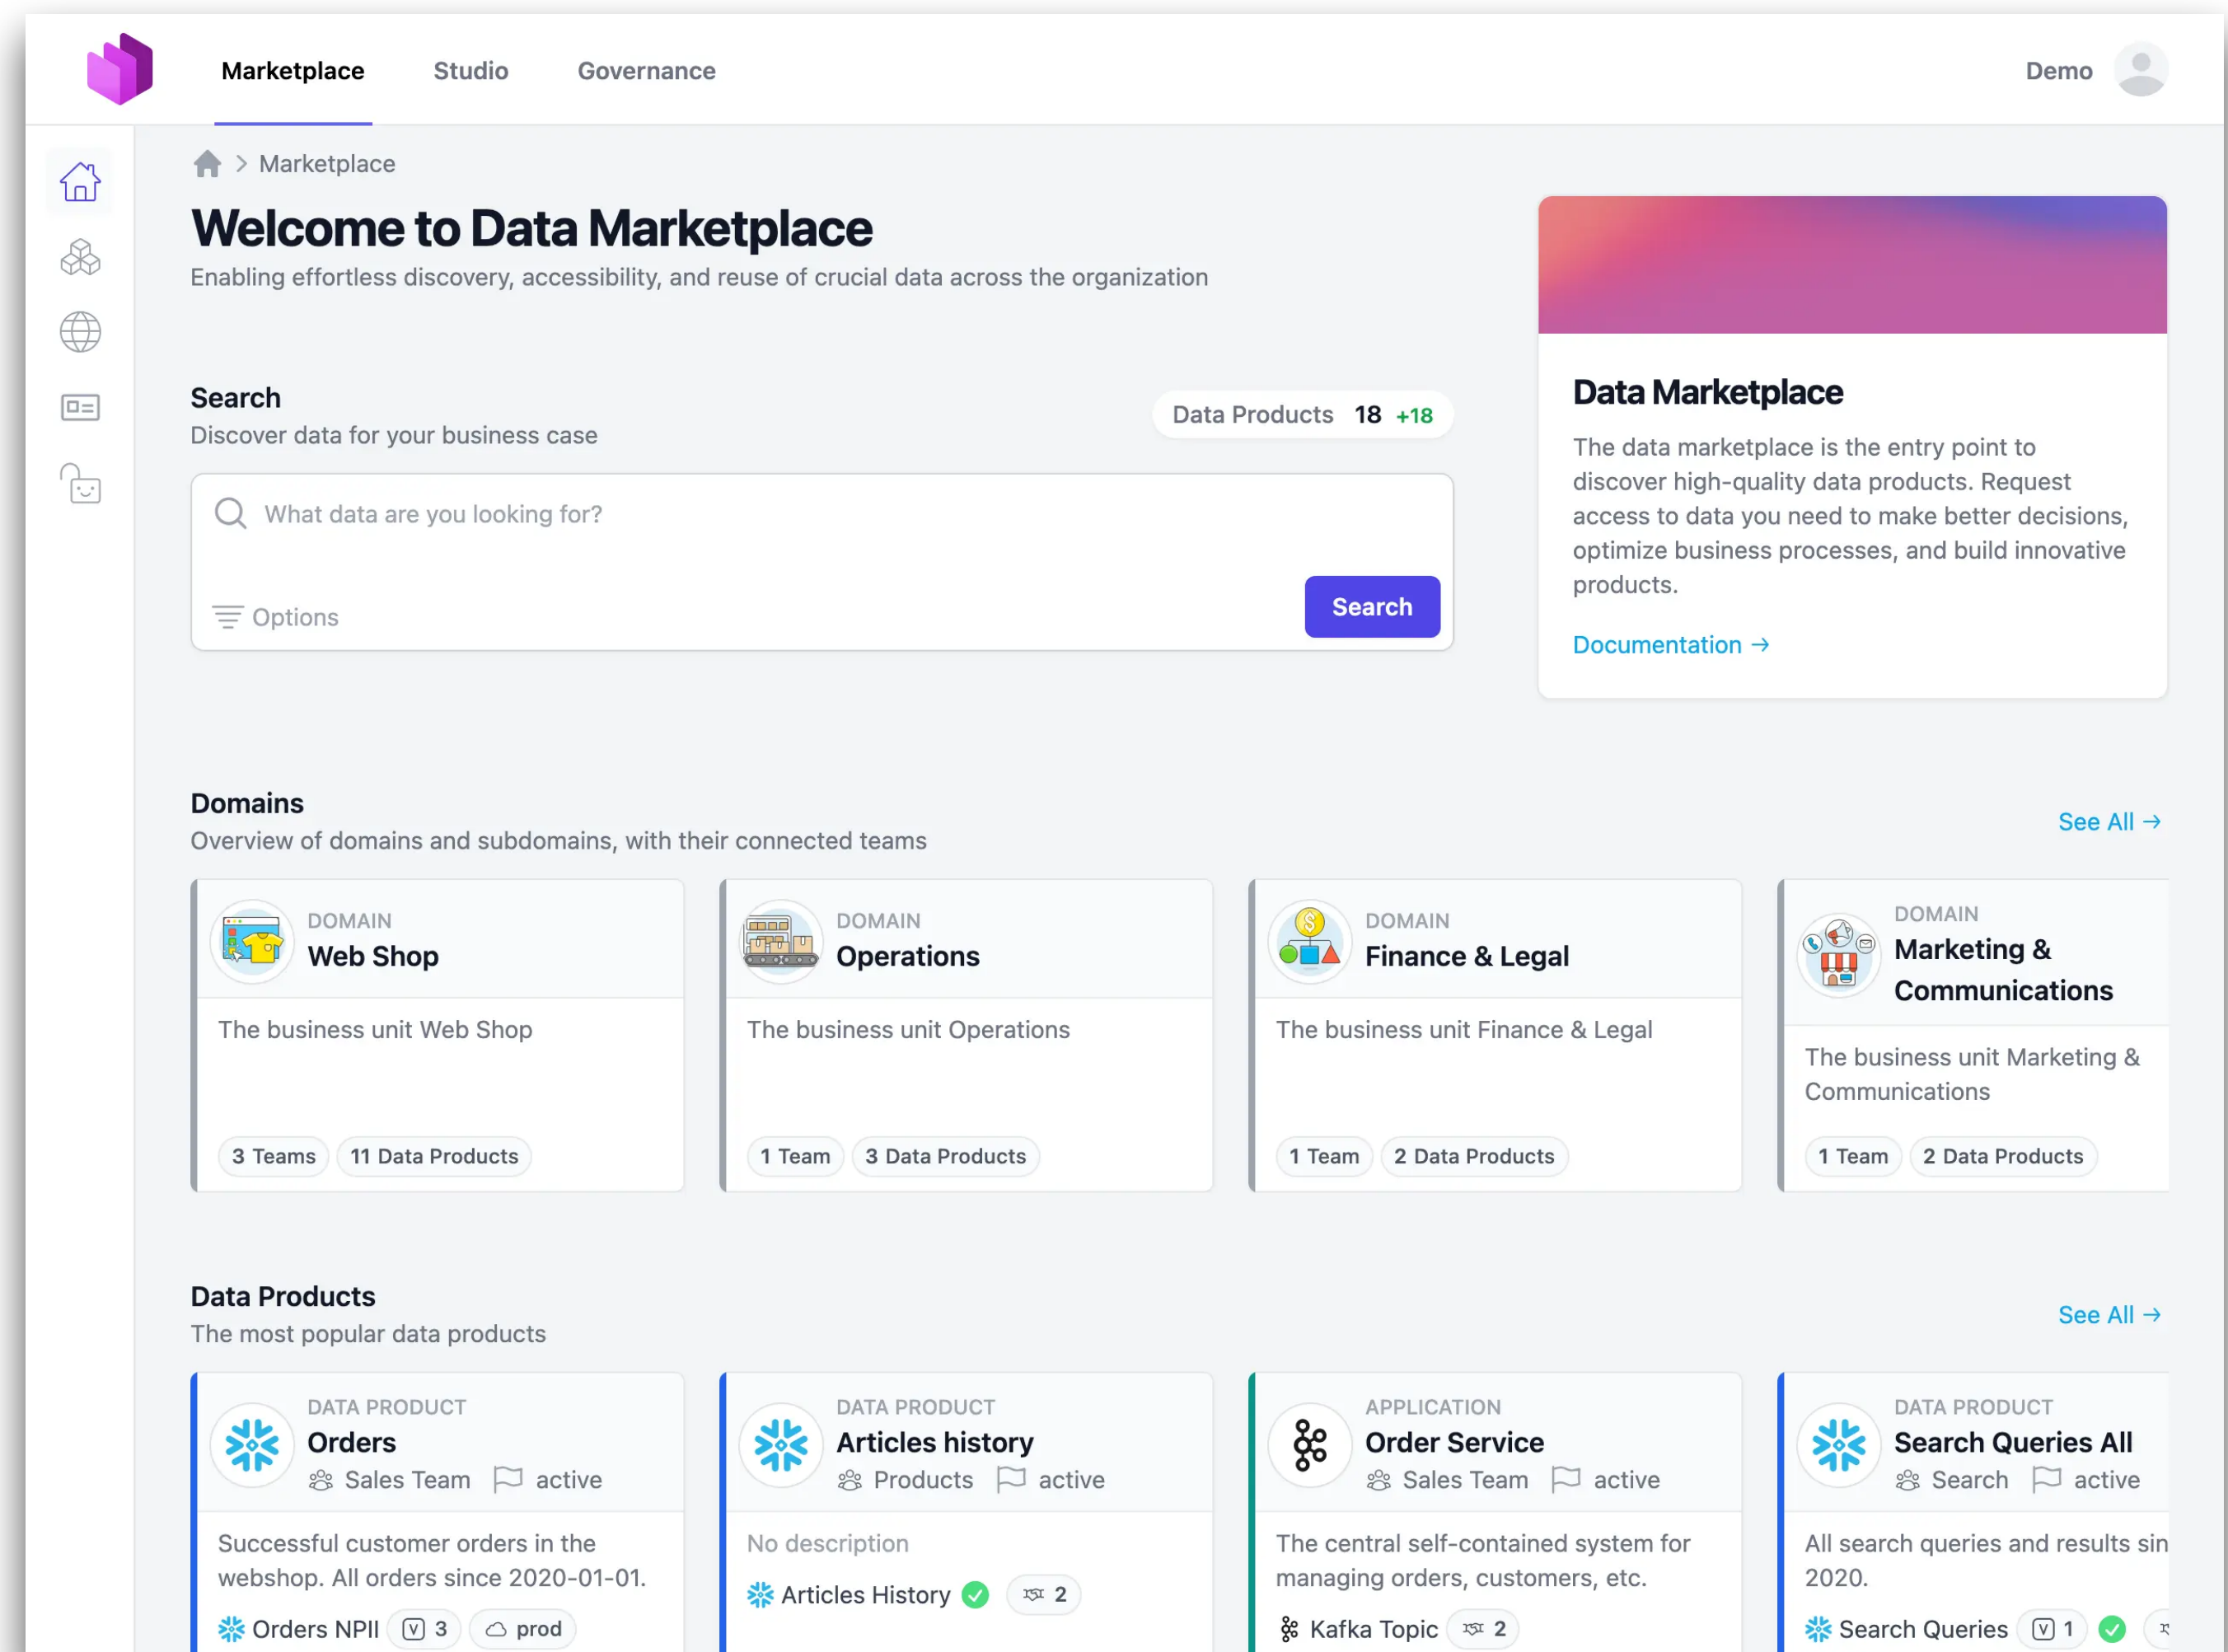 Marketplace Studio Governance Demo
Marketplace
Welcome to Data Marketplace
Enabling effortless discovery, accessibility, and reuse of crucial data across the organization
Search
Discover data for your business case
Data Products 18 +18
What data are you looking for?
Options
Search
Data Marketplace
The data marketplace is the entry point to
discover high-quality data products. Request
access to data you need to make better decisions,
optimize business processes, and build innovative
products.
Documentation →
Domains
Overview of domains and subdomains, with their connected teams
See All →
DOMAIN
Web Shop
The business unit Web Shop
3 Teams 11 Data Products
DOMAIN
Operations
The business unit Operations
1 Team 3 Data Products
DOMAIN
Finance & Legal
The business unit Finance & Legal
1 Team 2 Data Products
DOMAIN
Marketing &
Communications
The business unit Marketing &
Communications
1 Team 2 Data Products
Data Products
The most popular data products
See All →
DATA PRODUCT
Orders
Sales Team active
Successful customer orders in the
webshop. All orders since 2020-01-01.
Orders NPII V 3 prod
DATA PRODUCT
Articles history
Products active
No description
Articles History 2
APPLICATION
Order Service
Sales Team active
The central self-contained system for
managing orders, customers, etc.
Kafka Topic 2
DATA PRODUCT
Search Queries All
Search active
All search queries and results sin
2020.
Search Queries V 1